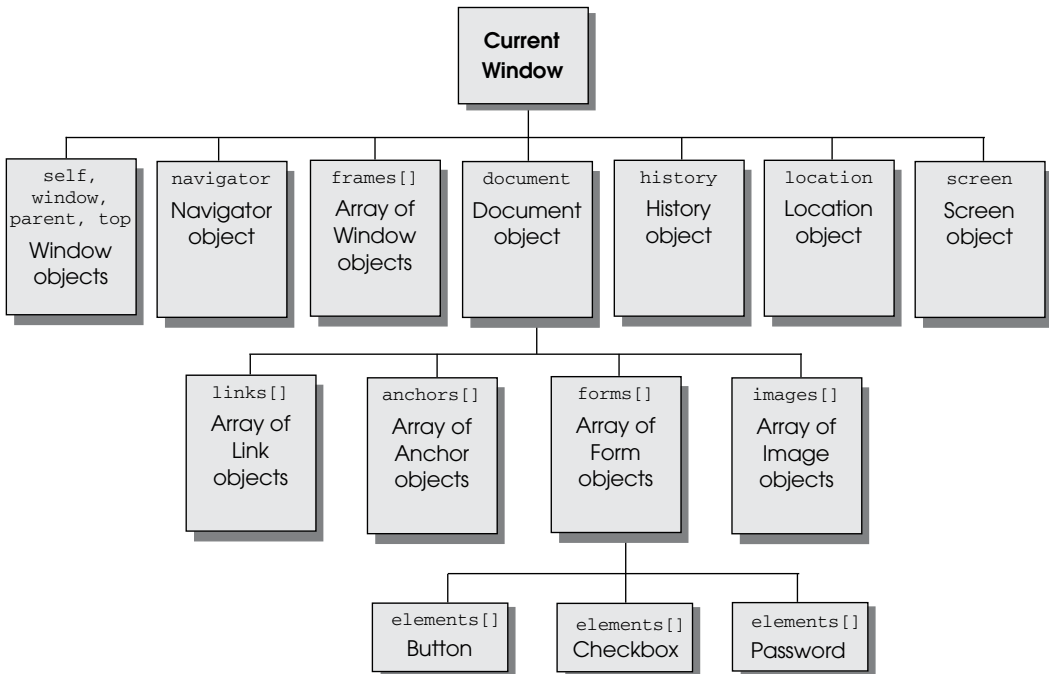 Current
Window
self,
window,
parent, top
Window
objects
navigator
Navigator
object
frames[]
Array of
Window
objects
document
Document
object
history
History
object
location
Location
object
screen
Screen
object
links[]
Array of
Link
objects
anchors[]
Array of
Anchor
objects
forms[]
Array of
Form
objects
images[]
Array of
Image
objects
elements[]
Button
elements[]
Checkbox
elements[]
Password